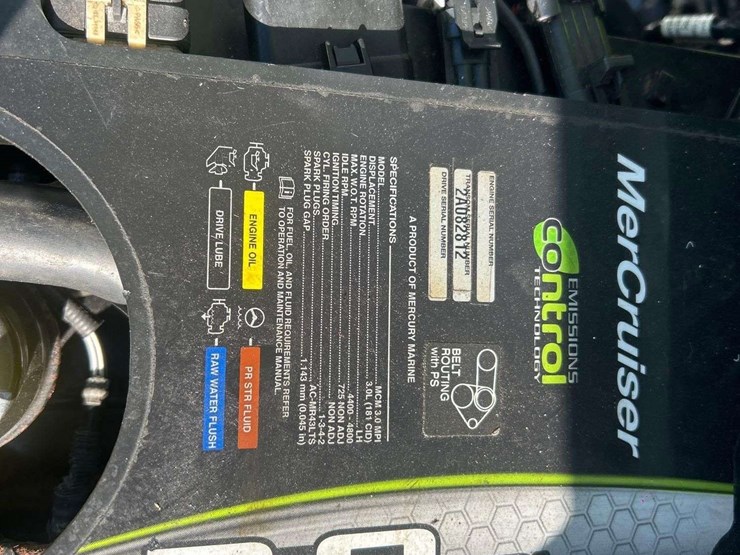 MerCruiser
EMISSIONS
control
TECHNOLOGY
ENGINE SERIAL NUMBER
TRANSOM SERIAL NUMBER
2A082812
DRIVE SERIAL NUMBER
BELT
ROUTING
with PS
A PRODUCT OF MERCURY MARINE
SPECIFICATIONS
MODEL MCM 3.0 MPI
DISPLACEMENT 3.0L (181 CID)
ENGINE ROTATION LH
MAX. W.O.T. RPM 4400 - 4800
IDLE RPM 725 NON ADJ
IGNITION TIMING NON ADJ
CYL. FIRING ORDER 1-3-4-2
SPARK PLUGS AC-MR43LTS
SPARK PLUG GAP 1.143 mm (0.045 in)
FOR FUEL, OIL, AND FLUID REQUIREMENTS REFER
TO OPERATION AND MAINTENANCE MANUAL.
ENGINE OIL
PR STR FLUID
DRIVE LUBE
RAW WATER FLUSH